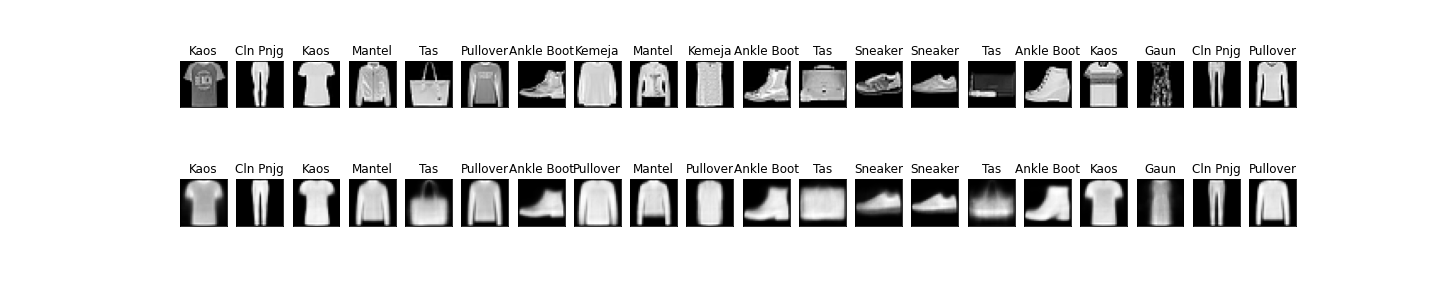 Kaos Cln Pnjg Kaos Mantel Tas Pullover Ankle Boot Kemeja Mantel Kemeja Ankle Boot Tas Sneaker Sneaker Tas Ankle Boot Kaos Gaun Cln Pnjg Pullover
Kaos Cln Pnjg Kaos Mantel Tas Pullover Ankle Boot Pullover Mantel Pullover Ankle Boot Tas Sneaker Sneaker Tas Ankle Boot Kaos Gaun Cln Pnjg Pullover